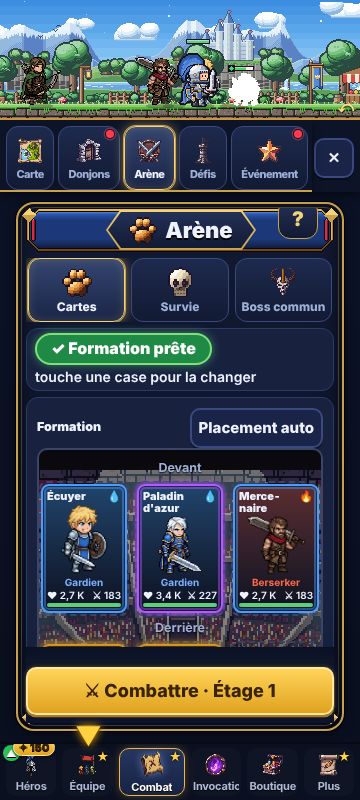 Carte
Donjons
Arène
Défis
Événement
×
Arène
?
Cartes
Survie
Boss commun
✓ Formation prête
touche une case pour la changer
Formation
Placement auto
Devant
Écuyer
Paladin d'azur
Merce-
naire
Gardien
Gardien
Berserker
♥ 2,7 K ⚔ 183
♥ 3,4 K ⚔ 227
♥ 2,7 K ⚔ 183
Derrière
⚔ Combattre · Étage 1
160
Héros
Équipe
Combat
Invocatic
Boutique
Plus